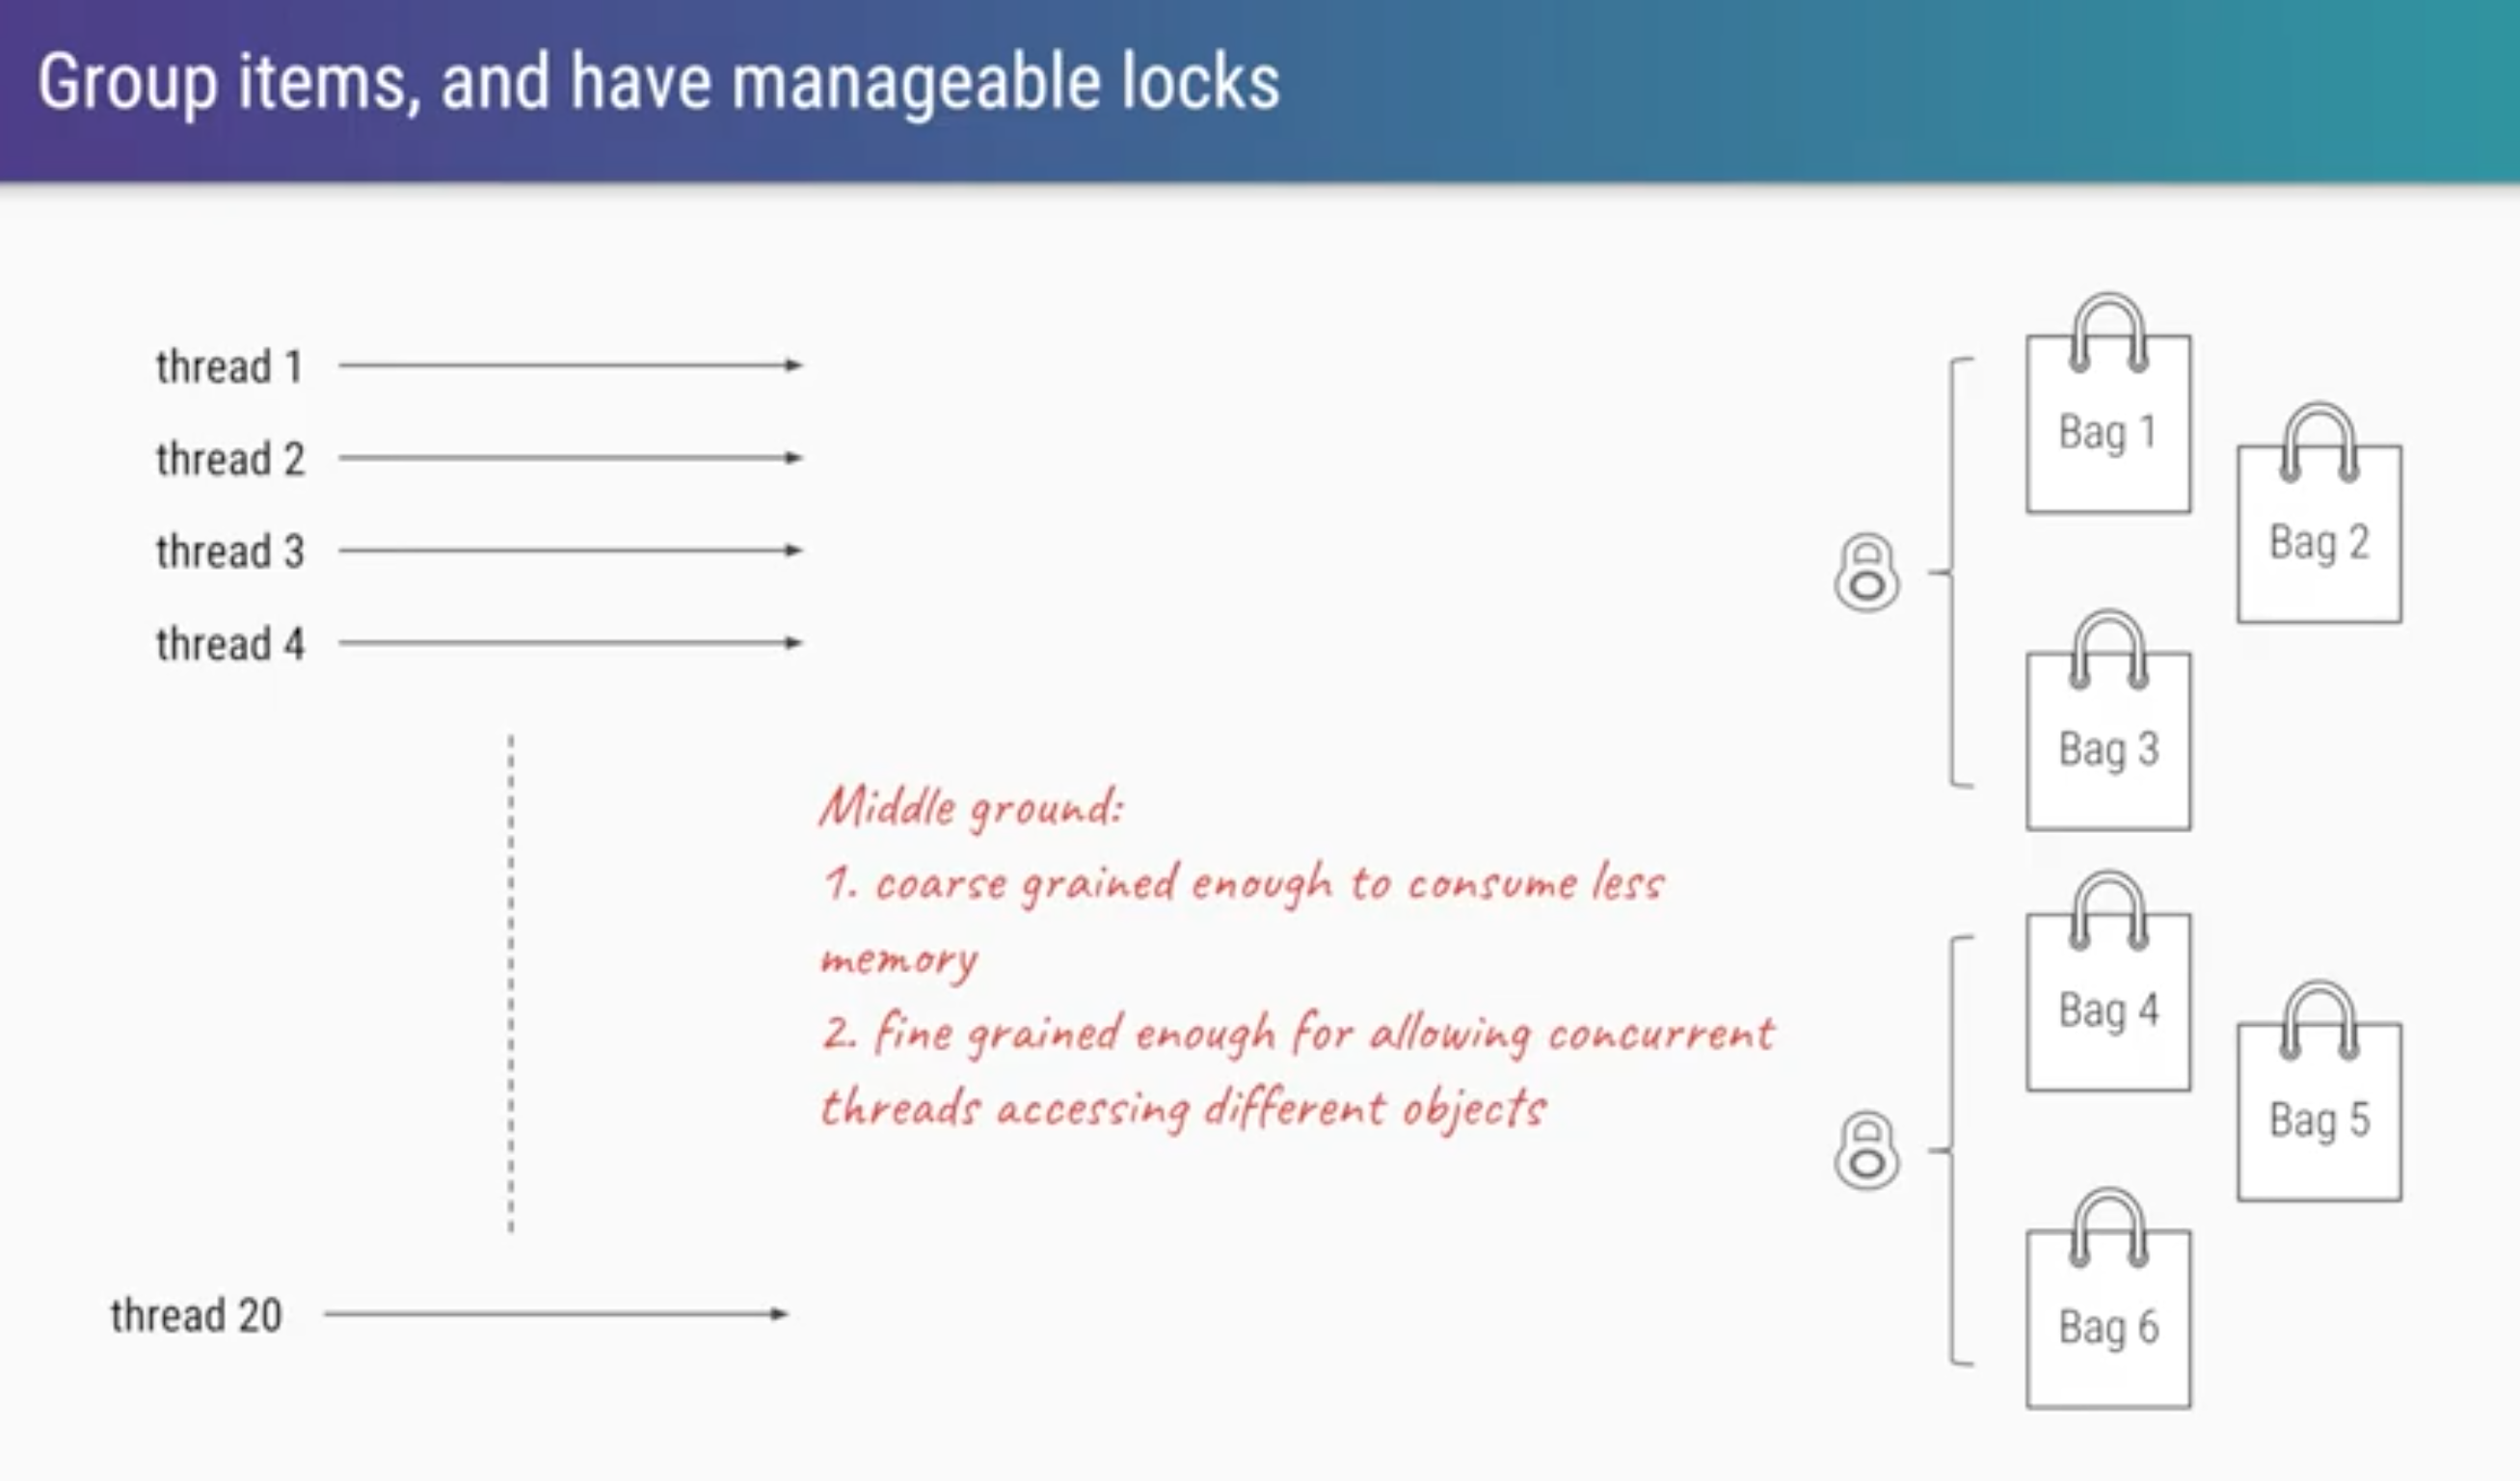 Group items, and have manageable locks
thread 1
thread 2
thread 3
thread 4
thread 20
Middle ground:
1. coarse grained enough to consume less
memory
2. fine grained enough for allowing concurrent
threads accessing different objects
Bag 1
Bag 2
Bag 3
Bag 4
Bag 5
Bag 6